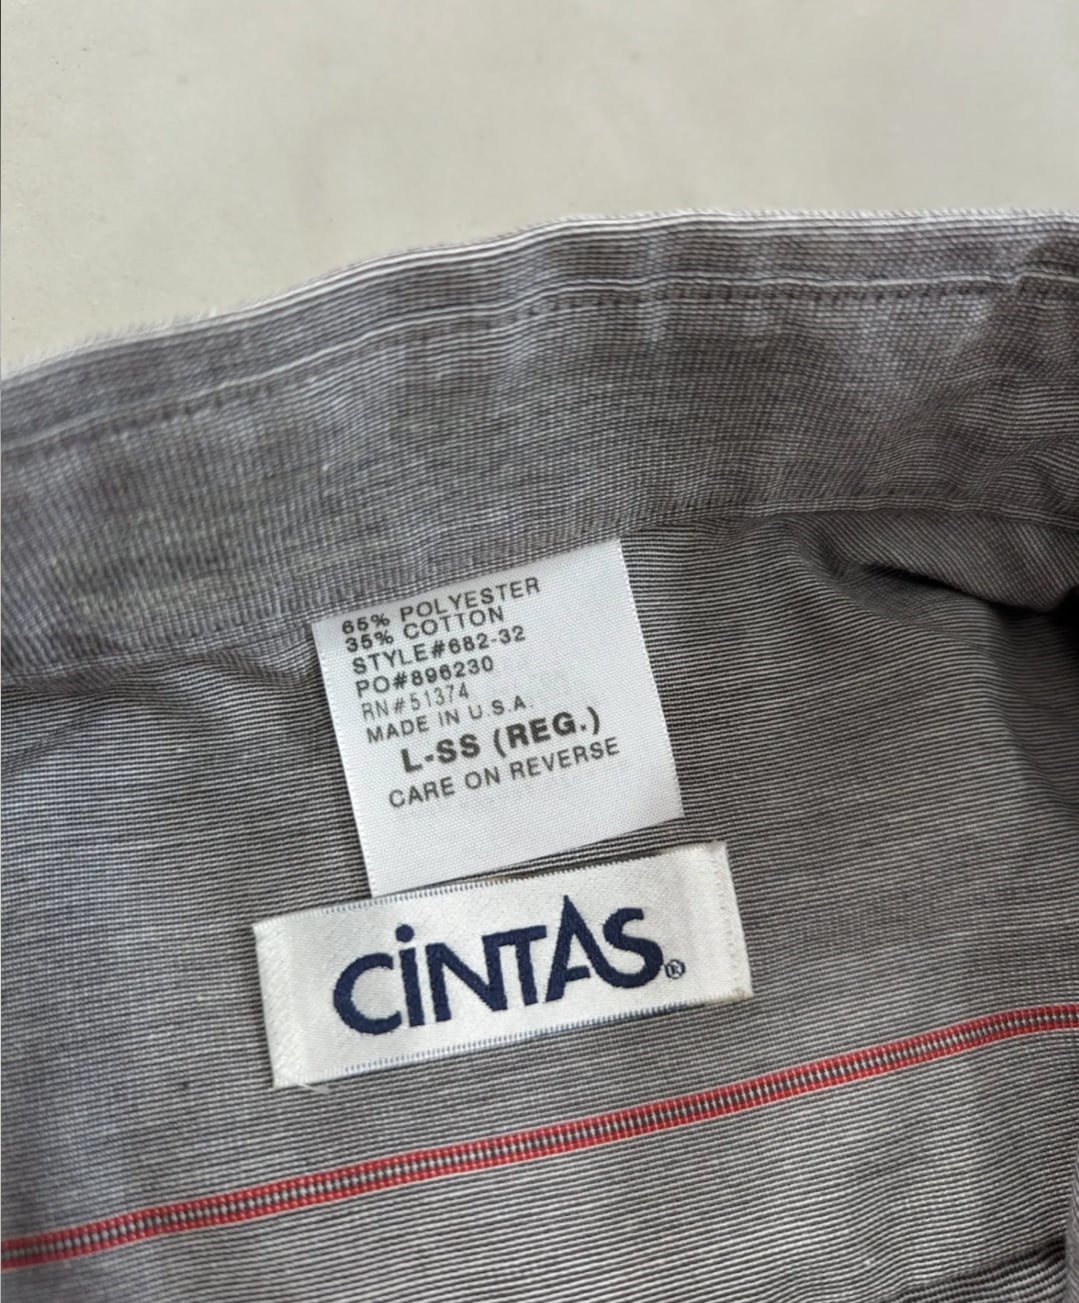 65% POLYESTER
35% COTTON
STYLE#682-32
PO#896230
RN#51374
MADE IN U.S.A.
L-SS (REG.)
CARE ON REVERSE
CiNTAS®